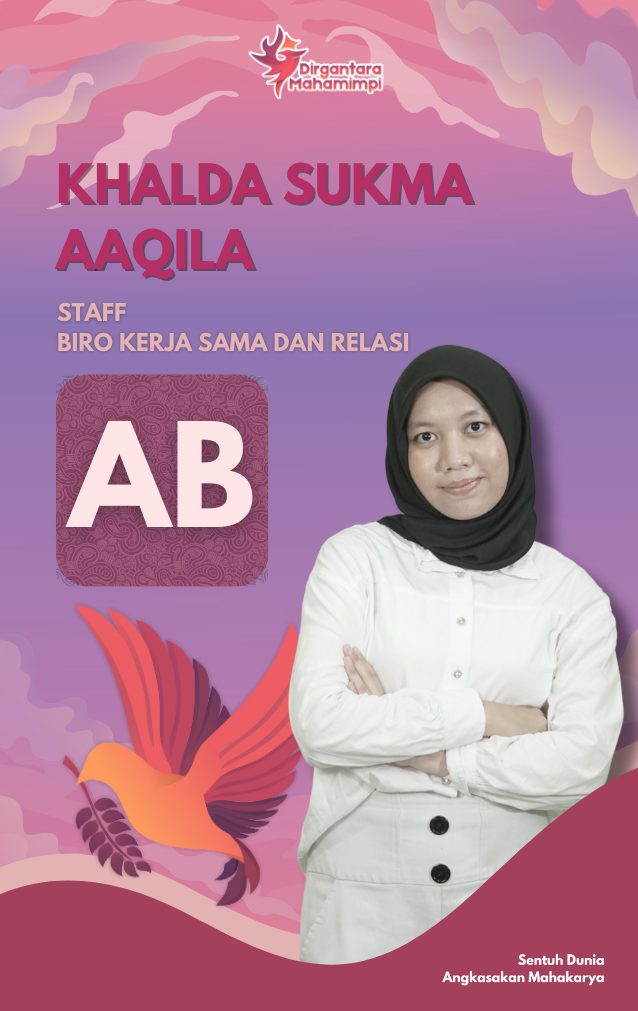 Dirgantara
Mahamimpi
KHALDA SUKMA
AAQILA
STAFF
BIRO KERJA SAMA DAN RELASI
AB
Sentuh Dunia
Angkasakan Mahakarya